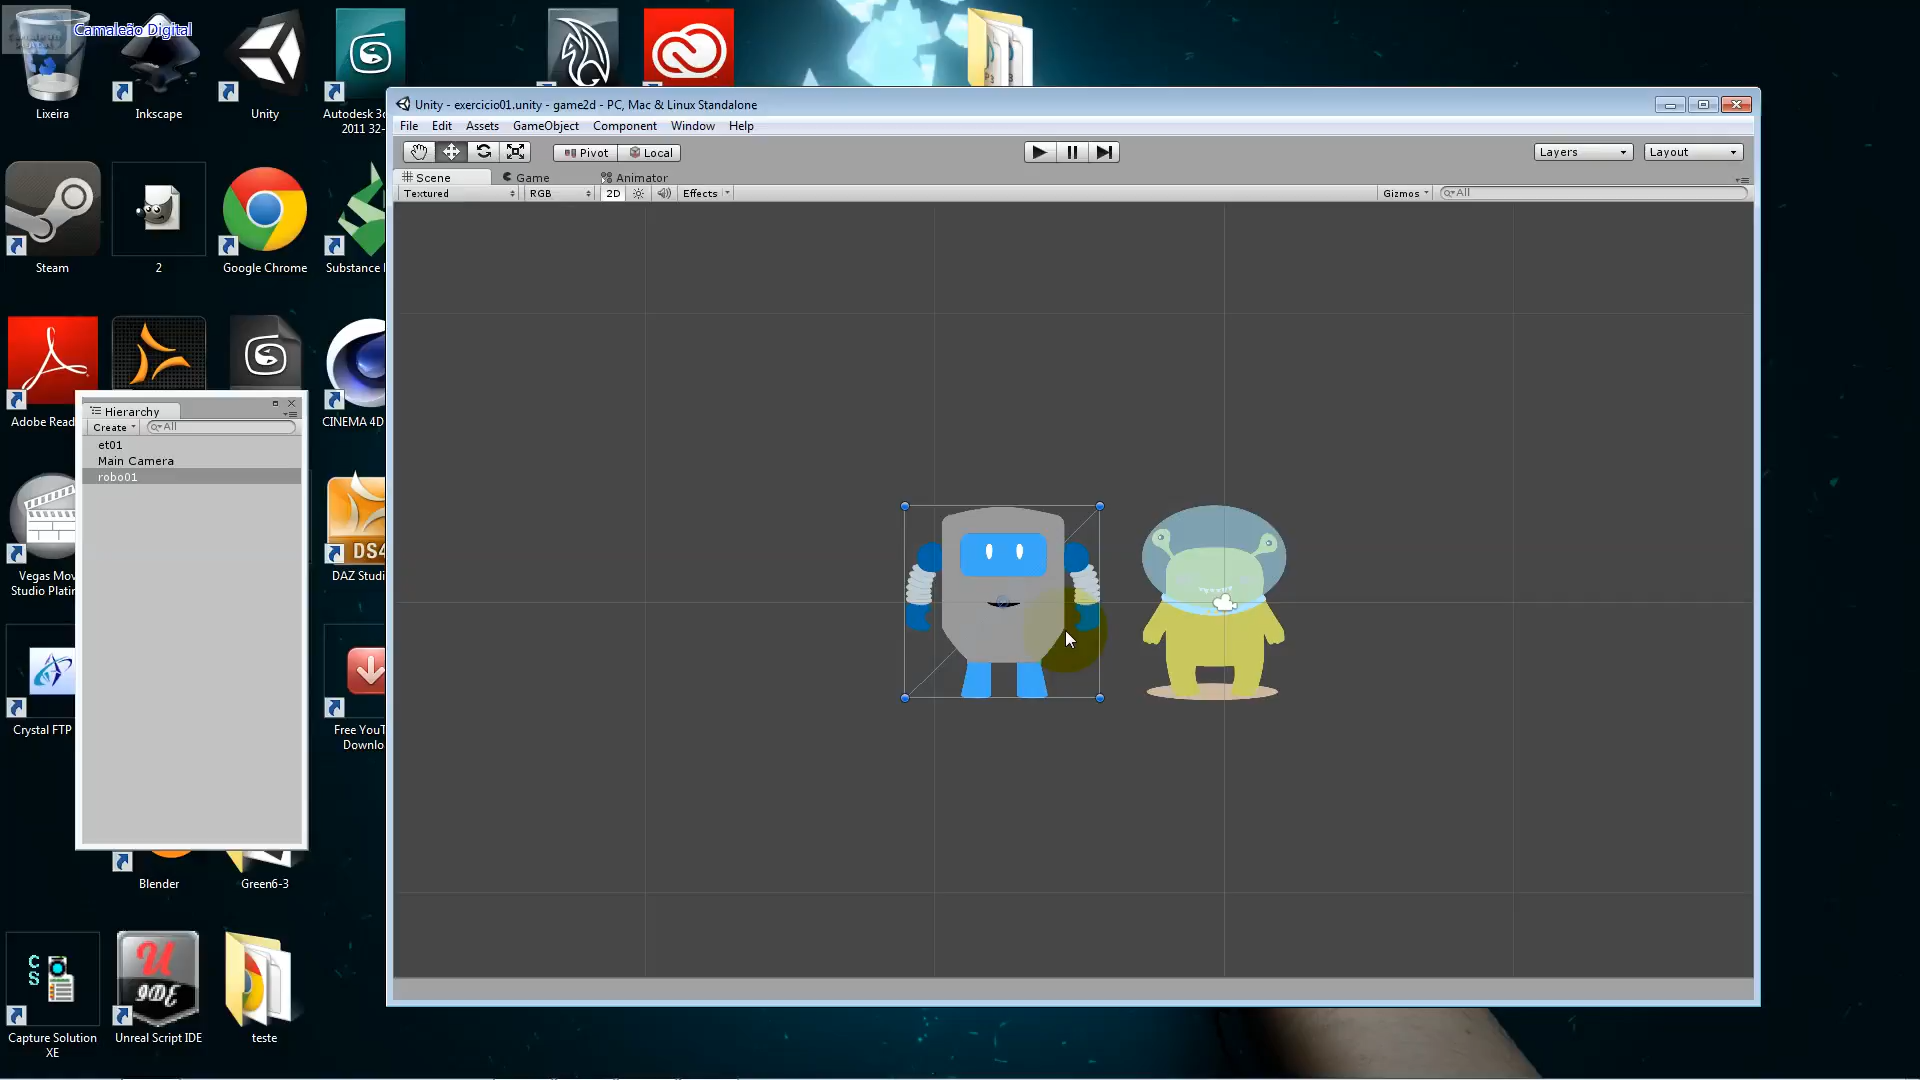 Camaleão Digital
Lixeira
Inkscape
Unity
Autodesk 3d
2011 32-
Steam
2
Google Chrome
Substance
Adobe Read
CINEMA 4D
Vegas Mov
Studio Platin
DS4
DAZ Studi
Crystal FTP
Free YouT
Downlo
Blender
Green6-3
Capture Solution
XE
Unreal Script IDE
teste
CS
U
IDE
Unity - exercicio01.unity - game2d - PC, Mac & Linux Standalone
File Edit Assets GameObject Component Window Help
Pivot Local
Layers Layout
Scene Game Animator
Textured RGB 2D Effects Gizmos All
Hierarchy
Create All
et01
Main Camera
robo01